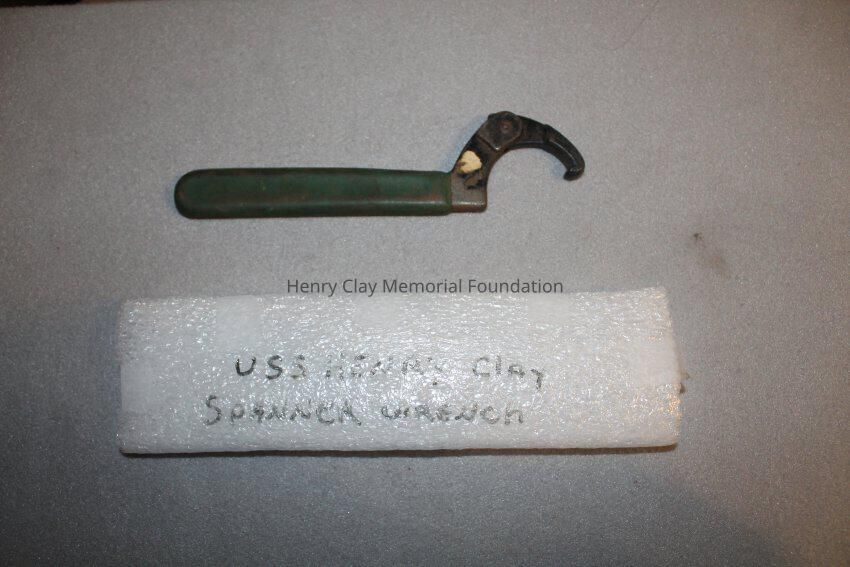 Henry Clay Memorial Foundation
USS HENRY CLAY
SPANNER WRENCH